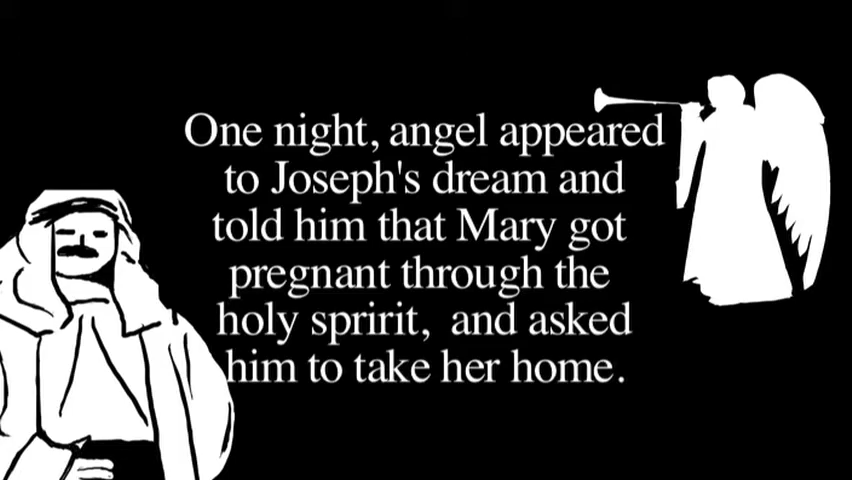 One night, angel appeared
to Joseph's dream and
told him that Mary got
pregnant through the
holy spririt, and asked
him to take her home.